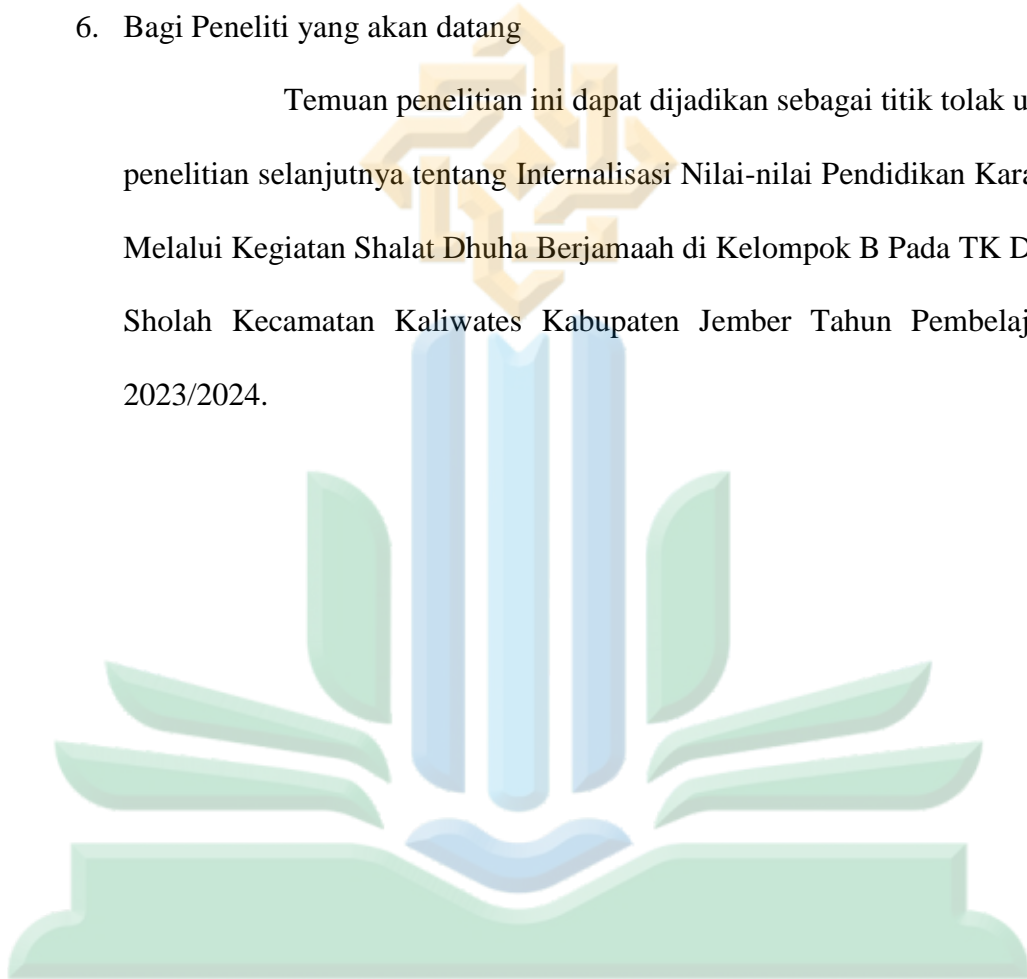 6. Bagi Peneliti yang akan datang
Temuan penelitian ini dapat dijadikan sebagai titik tolak
penelitian selanjutnya tentang Internalisasi Nilai-nilai Pendidikan
Melalui Kegiatan Shalat Dhuha Berjamaah di Kelompok B Pada TK
Sholah Kecamatan Kaliwates Kabupaten Jember Tahun
2023/2024.